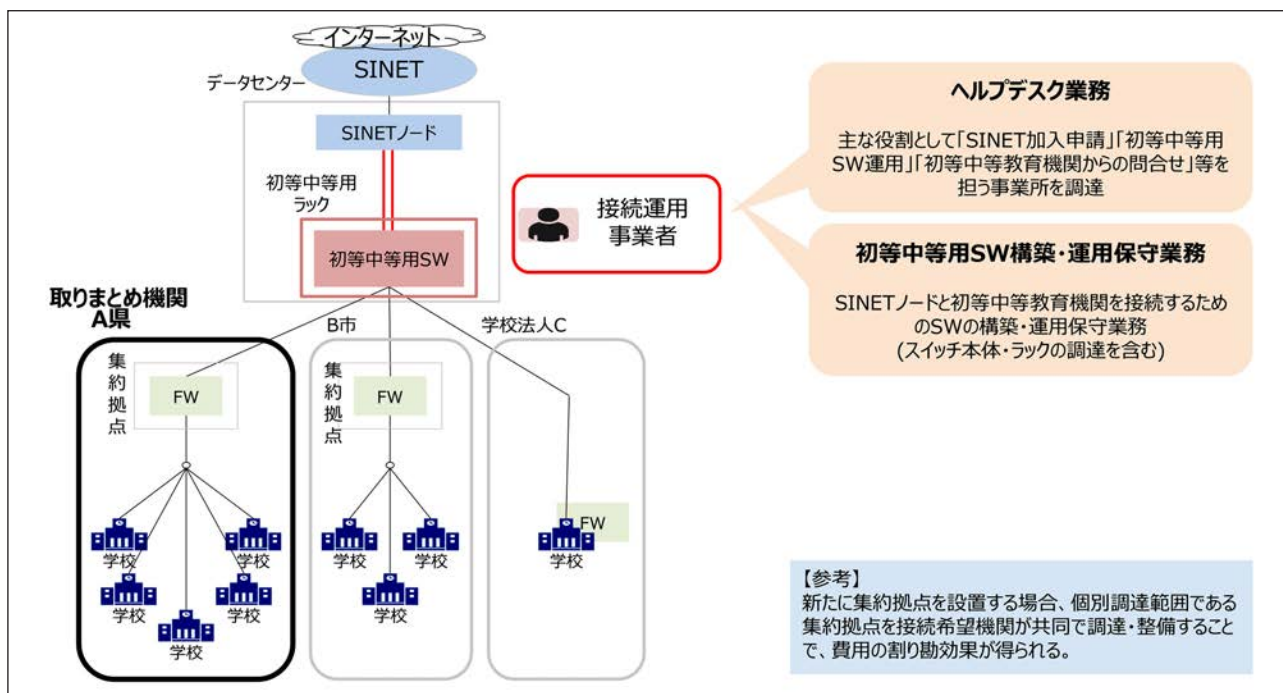 インターネット
SINET
データセンター
SINETノード
初等中等用
ラック
初等中等用SW
接続運用
事業者
ヘルプデスク業務
主な役割として「SINET加入申請」「初等中等用
SW運用」「初等中等教育機関からの問合せ」等を
担う事業所を調達
初等中等用SW構築・運用保守業務
SINETノードと初等中等教育機関を接続するため
のSWの構築・運用保守業務
(スイッチ本体・ラックの調達を含む)
取りまとめ機関
A県
集約拠点
FW
学校
学校
学校
学校
学校
B市
集約拠点
FW
学校
学校
学校
学校法人C
FW
学校
【参考】
新たに集約拠点を設置する場合、個別調達範囲である
集約拠点を接続希望機関が共同で調達・整備すること
で、費用の割り勘効果が得られる。